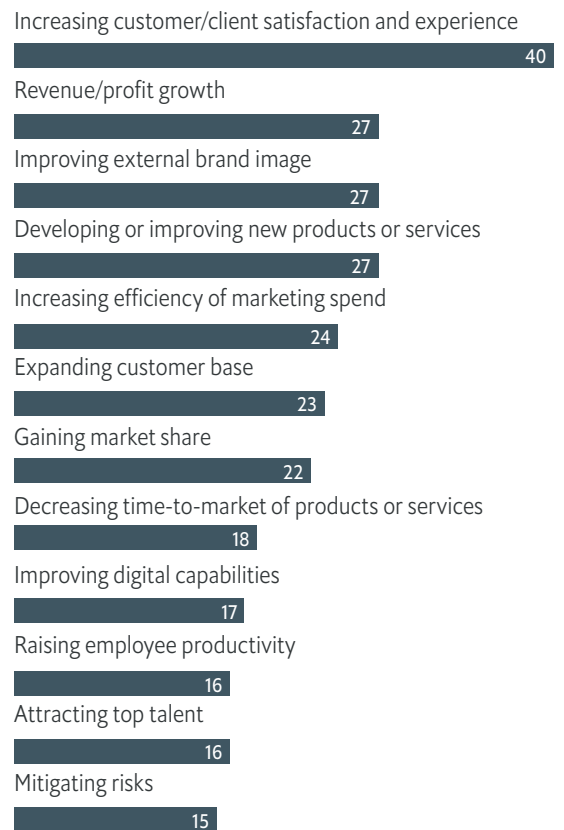 Increasing customer/client satisfaction and experience
40
Revenue/profit growth
27
Improving external brand image
27
Developing or improving new products or services
27
Increasing efficiency of marketing spend
24
Expanding customer base
23
Gaining market share
22
Decreasing time-to-market of products or services
18
Improving digital capabilities
17
Raising employee productivity
16
Attracting top talent
16
Mitigating risks
15